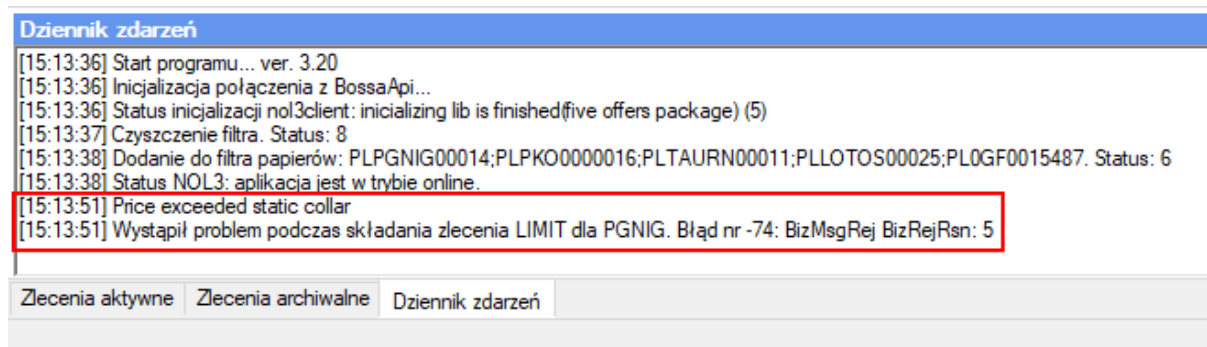 Dziennik zdarzeń
[15:13:36] Start programu... ver. 3.20
[15:13:36] Inicjalizacja połączenia z BossaApi...
[15:13:36] Status inicjalizacji nol3client: inicializing lib is finished(five offers package) (5)
[15:13:37] Czyszczenie filtra. Status: 8
[15:13:38] Dodanie do filtra papierów: PLPGNIG00014;PLPKO0000016;PLTAURN00011;PLLOTOS00025;PL0GF0015487. Status: 6
[15:13:38] Status NOL3: aplikacja jest w trybie online.
[15:13:51] Price exceeded static collar
[15:13:51] Wystąpił problem podczas składania zlecenia LIMIT dla PGNIG. Błąd nr -74: BizMsgRej BizRejRsn: 5
Zlecenia aktywne Zlecenia archiwalne Dziennik zdarzeń